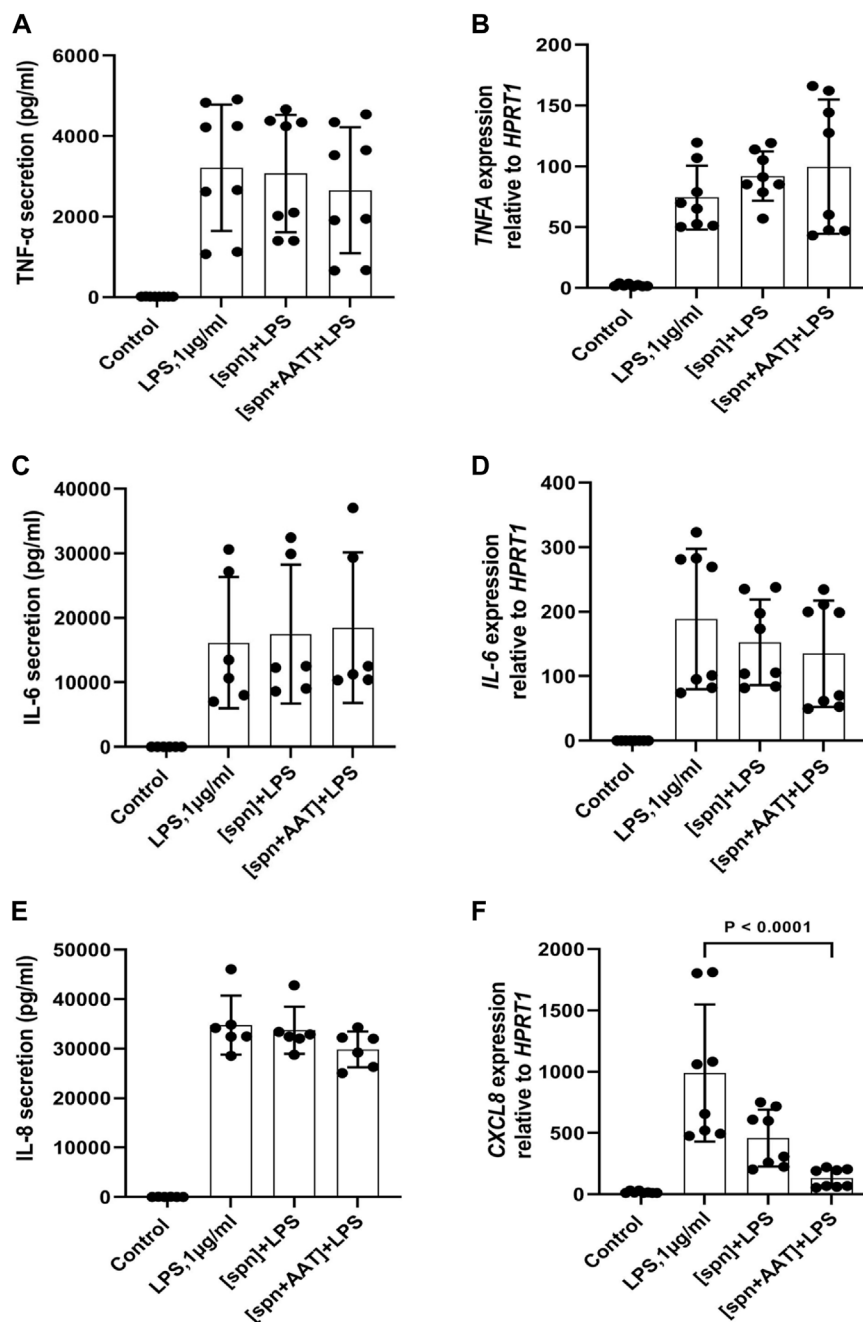 A
TNF-α secretion (pg/ml)
6000
4000
2000
0
Control
LPS,1µg/ml
[spn]+LPS
[spn+AAT]+LPS
B
TNFA expression
relative to HPRT1
200
150
100
50
0
Control
LPS,1µg/ml
[spn]+LPS
[spn+AAT]+LPS
C
IL-6 secretion (pg/ml)
40000
30000
20000
10000
0
Control
LPS,1µg/ml
[spn]+LPS
[spn+AAT]+LPS
D
IL-6 expression
relative to HPRT1
400
300
200
100
0
Control
LPS,1µg/ml
[spn]+LPS
[spn+AAT]+LPS
E
IL-8 secretion (pg/ml)
50000
40000
30000
20000
10000
0
Control
LPS,1µg/ml
[spn]+LPS
[spn+AAT]+LPS
F
P < 0.0001
CXCL8 expression
relative to HPRT1
2000
1500
1000
500
0
Control
LPS,1µg/ml
[spn]+LPS
[spn+AAT]+LPS